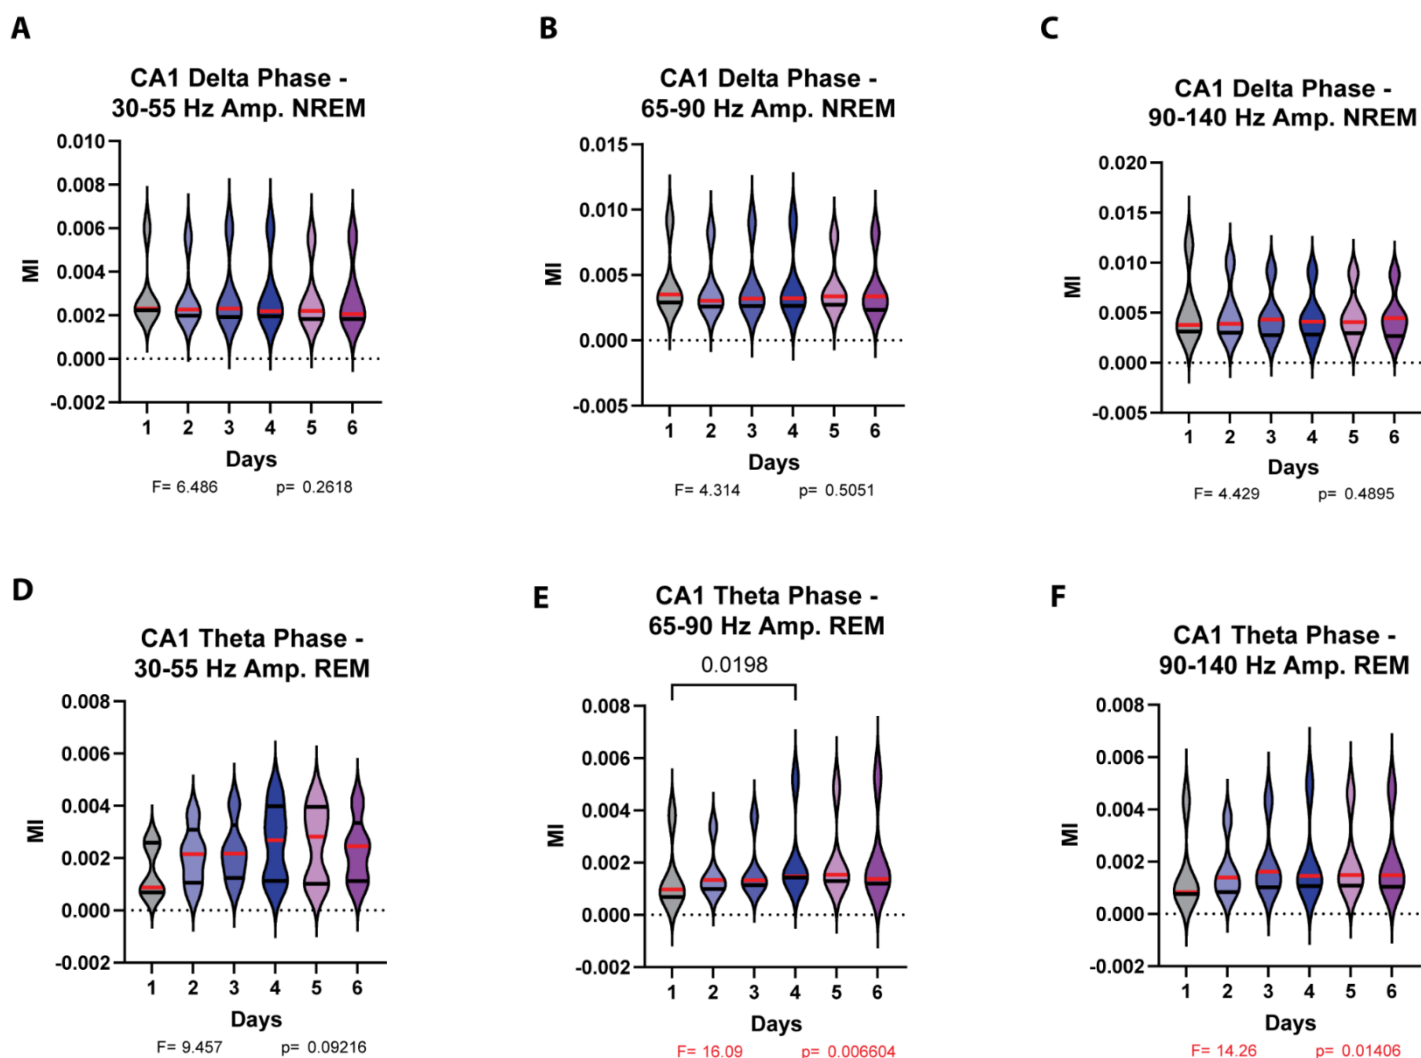 A
CA1 Delta Phase -
30-55 Hz Amp. NREM
0.010
0.008
0.006
0.004
0.002
0.000
-0.002
MI
1 2 3 4 5 6
Days
F= 6.486 p= 0.2618
B
CA1 Delta Phase -
65-90 Hz Amp. NREM
0.015
0.010
0.005
0.000
-0.005
MI
1 2 3 4 5 6
Days
F= 4.314 p= 0.5051
C
CA1 Delta Phase -
90-140 Hz Amp. NREM
0.020
0.015
0.010
0.005
0.000
-0.005
MI
1 2 3 4 5 6
Days
F= 4.429 p= 0.4895
D
CA1 Theta Phase -
30-55 Hz Amp. REM
0.008
0.006
0.004
0.002
0.000
-0.002
MI
1 2 3 4 5 6
Days
F= 9.457 p= 0.09216
E
CA1 Theta Phase -
65-90 Hz Amp. REM
0.0198
0.008
0.006
0.004
0.002
0.000
-0.002
MI
1 2 3 4 5 6
Days
F= 16.09 p= 0.006604
F
CA1 Theta Phase -
90-140 Hz Amp. REM
0.008
0.006
0.004
0.002
0.000
-0.002
MI
1 2 3 4 5 6
Days
F= 14.26 p= 0.01406